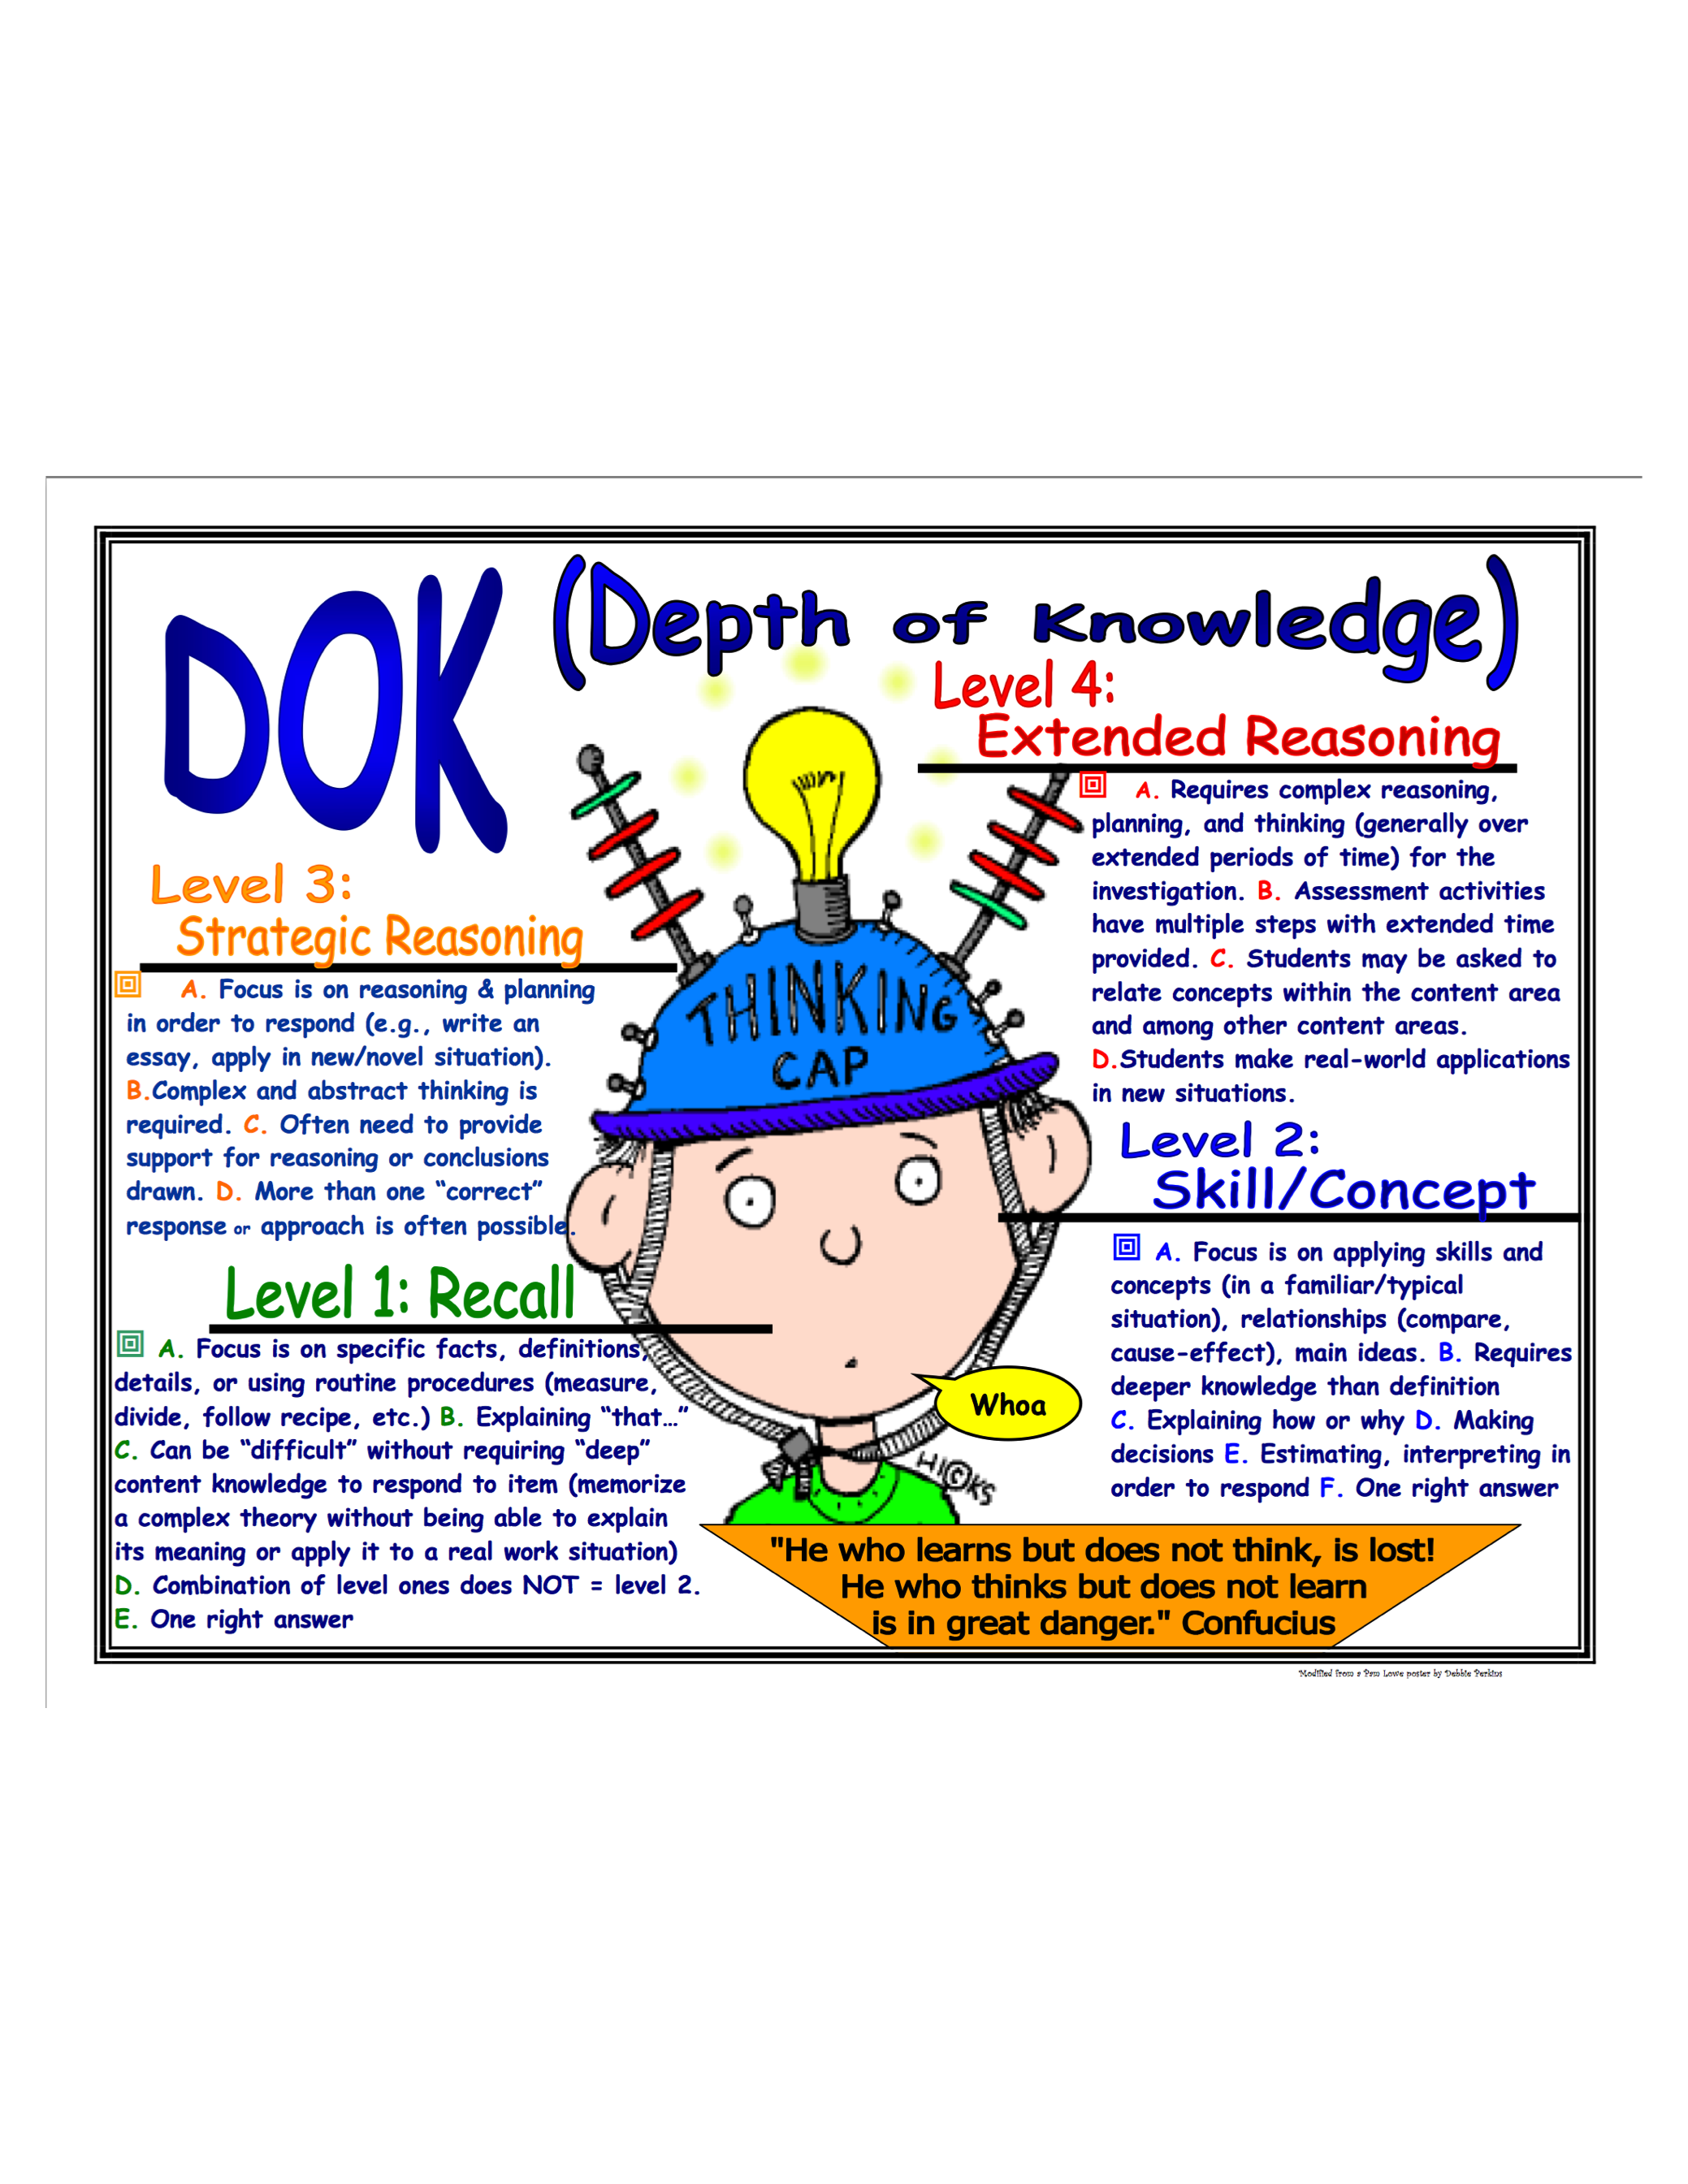 DOK
(Depth of Knowledge)
Level 4:
Extended Reasoning
A. Requires complex reasoning,
planning, and thinking (generally over
extended periods of time) for the
investigation. B. Assessment activities
have multiple steps with extended time
provided. C. Students may be asked to
relate concepts within the content area
and among other content areas.
D.Students make real-world applications
in new situations.
Level 3:
Strategic Reasoning
A. Focus is on reasoning & planning
in order to respond (e.g., write an
essay, apply in new/novel situation).
B.Complex and abstract thinking is
required. C. Often need to provide
support for reasoning or conclusions
drawn. D. More than one “correct”
response or approach is often possible.
THINKING
CAP
Level 2:
Skill/Concept
A. Focus is on applying skills and
concepts (in a familiar/typical
situation), relationships (compare,
cause-effect), main ideas. B. Requires
deeper knowledge than definition
C. Explaining how or why D. Making
decisions E. Estimating, interpreting in
order to respond F. One right answer
Level 1: Recall
A. Focus is on specific facts, definitions,
details, or using routine procedures (measure,
divide, follow recipe, etc.) B. Explaining “that…”
C. Can be “difficult” without requiring “deep”
content knowledge to respond to item (memorize
a complex theory without being able to explain
its meaning or apply it to a real work situation)
D. Combination of level ones does NOT = level 2.
E. One right answer
Whoa
HI©KS
"He who learns but does not think, is lost!
He who thinks but does not learn
is in great danger." Confucius
Modified from a Pam Lowe poster by Debbie Perkins